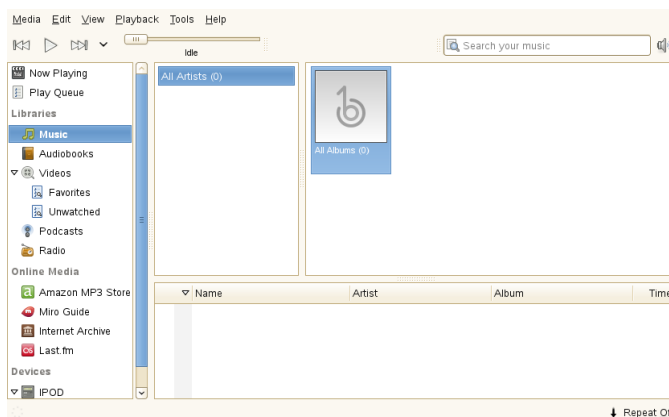 Media Edit View Playback Tools Help
Idle
Search your music
Now Playing
Play Queue
Libraries
Music
Audiobooks
Videos
Favorites
Unwatched
Podcasts
Radio
Online Media
Amazon MP3 Store
Miro Guide
Internet Archive
Last.fm
Devices
IPOD
All Artists (0)
All Albums (0)
Name Artist Album Time
Repeat